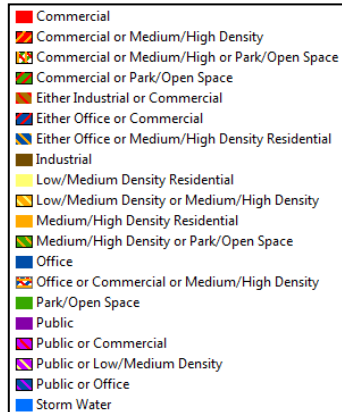 Commercial
Commercial or Medium/High Density
Commercial or Medium/High or Park/Open Space
Commercial or Park/Open Space
Either Industrial or Commercial
Either Office or Commercial
Either Office or Medium/High Density Residential
Industrial
Low/Medium Density Residential
Low/Medium Density or Medium/High Density
Medium/High Density Residential
Medium/High Density or Park/Open Space
Office
Office or Commercial or Medium/High Density
Park/Open Space
Public
Public or Commercial
Public or Low/Medium Density
Public or Office
Storm Water